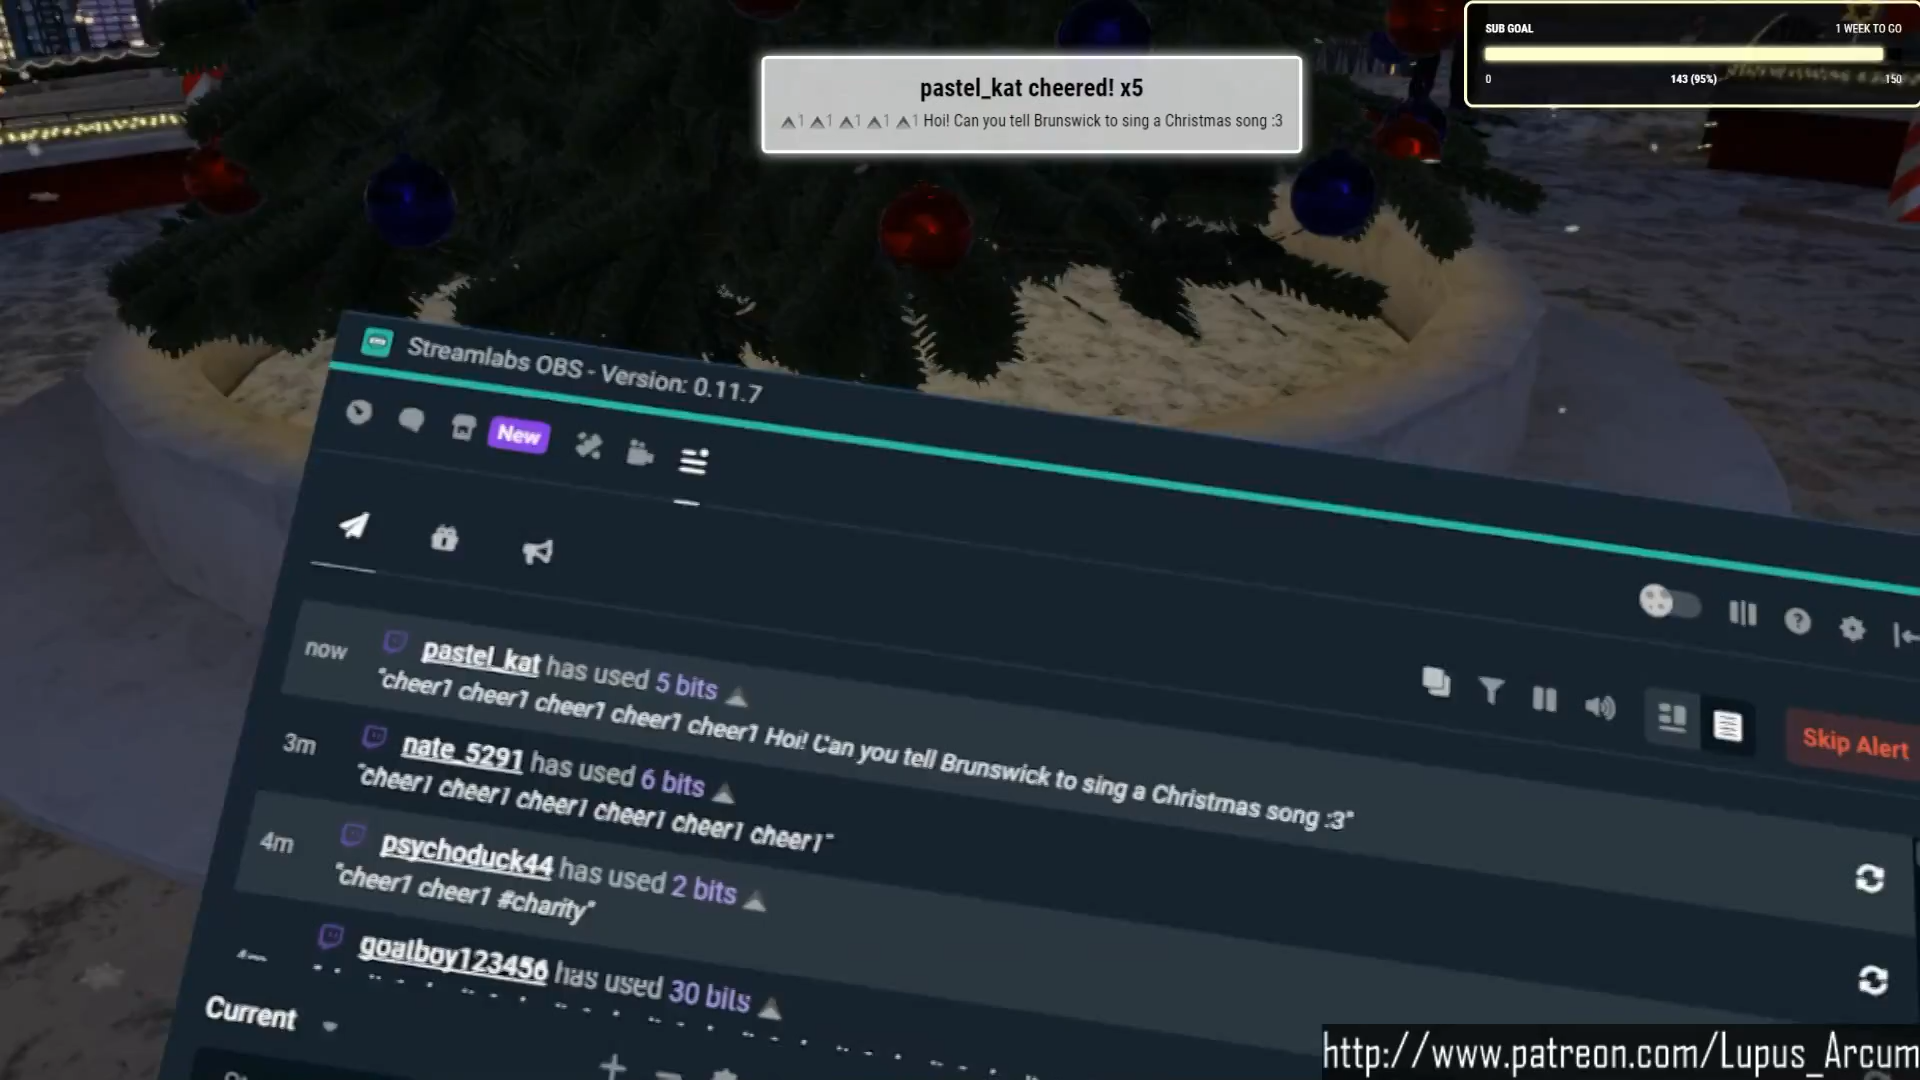 SUB GOAL
1 WEEK TO GO
0
143 (95%)
150
pastel_kat cheered! x5
1 1 1 1 1 Hoi! Can you tell Brunswick to sing a Christmas song :3
Streamlabs OBS - Version: 0.11.7
New
Skip Alert
now
pastel_kat has used 5 bits
"cheer1 cheer1 cheer1 cheer1 cheer1 Hoi! Can you tell Brunswick to sing a Christmas song :3"
3m
nate_5291 has used 6 bits
"cheer1 cheer1 cheer1 cheer1 cheer1 cheer1"
4m
psychoduck44 has used 2 bits
"cheer1 cheer1 #charity"
goatboy123456 has used 30 bits
Current
http://www.patreon.com/Lupus_Arcum